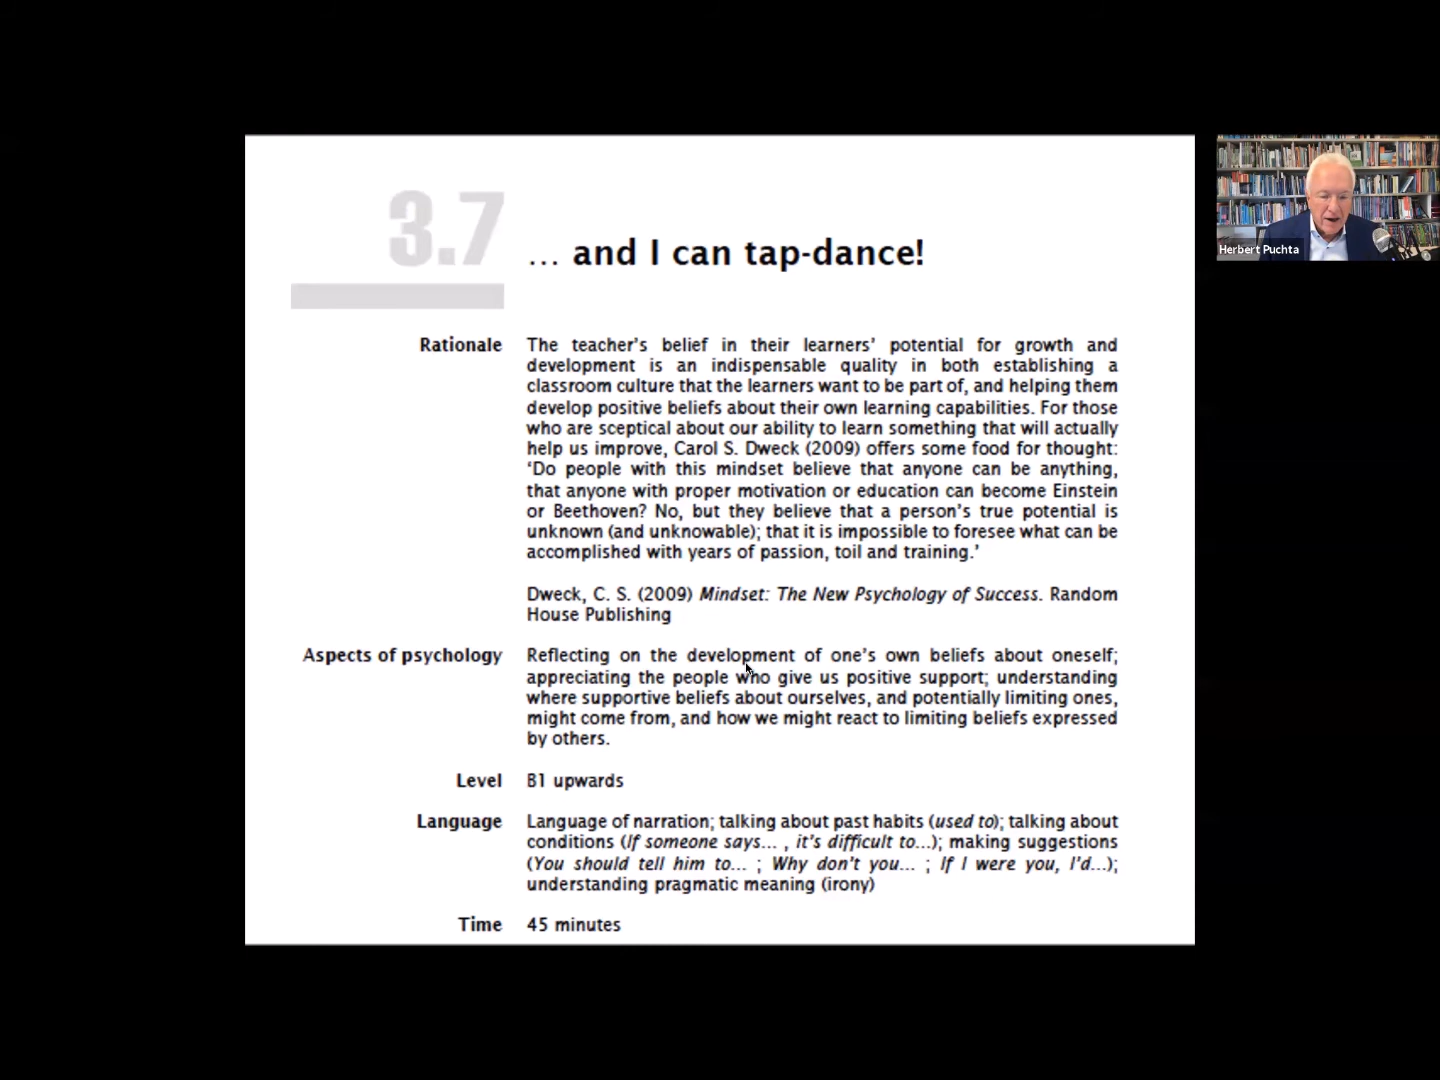 3.7
... and I can tap-dance!
Rationale
The teacher's belief in their learners' potential for growth and
development is an indispensable quality in both establishing a
classroom culture that the learners want to be part of, and helping them
develop positive beliefs about their own learning capabilities. For those
who are sceptical about our ability to learn something that will actually
help us improve, Carol S. Dweck (2009) offers some food for thought:
‘Do people with this mindset believe that anyone can be anything,
that anyone with proper motivation or education can become Einstein
or Beethoven? No, but they believe that a person's true potential is
unknown (and unknowable); that it is impossible to foresee what can be
accomplished with years of passion, toil and training.’
Dweck, C. S. (2009) Mindset: The New Psychology of Success. Random
House Publishing
Aspects of psychology
Reflecting on the development of one's own beliefs about oneself;
appreciating the people who give us positive support; understanding
where supportive beliefs about ourselves, and potentially limiting ones,
might come from, and how we might react to limiting beliefs expressed
by others.
Level
B1 upwards
Language
Language of narration; talking about past habits (used to); talking about
conditions (If someone says... , it's difficult to...); making suggestions
(You should tell him to... ; Why don't you... ; If I were you, I'd...);
understanding pragmatic meaning (irony)
Time
45 minutes
Herbert Puchta